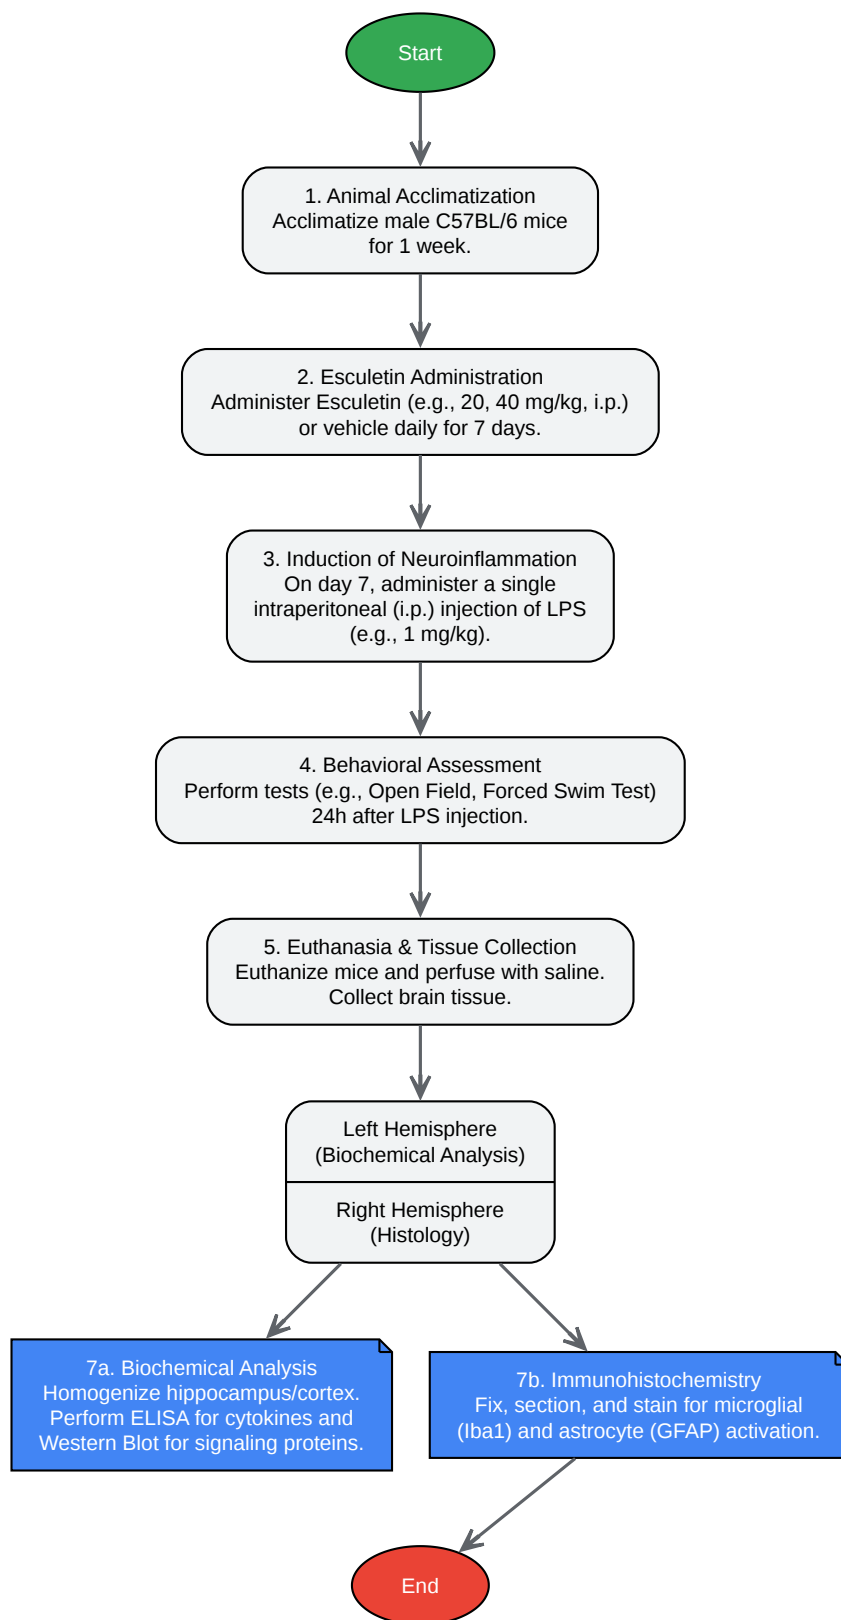 Start
1. Animal Acclimatization
Acclimatize male C57BL/6 mice
for 1 week.
2. Esculetin Administration
Administer Esculetin (e.g., 20, 40 mg/kg, i.p.)
or vehicle daily for 7 days.
3. Induction of Neuroinflammation
On day 7, administer a single
intraperitoneal (i.p.) injection of LPS
(e.g., 1 mg/kg).
4. Behavioral Assessment
Perform tests (e.g., Open Field, Forced Swim Test)
24h after LPS injection.
5. Euthanasia & Tissue Collection
Euthanize mice and perfuse with saline.
Collect brain tissue.
Left Hemisphere
(Biochemical Analysis)
Right Hemisphere
(Histology)
7a. Biochemical Analysis
Homogenize hippocampus/cortex.
Perform ELISA for cytokines and
Western Blot for signaling proteins.
7b. Immunohistochemistry
Fix, section, and stain for microglial
(Iba1) and astrocyte (GFAP) activation.
End